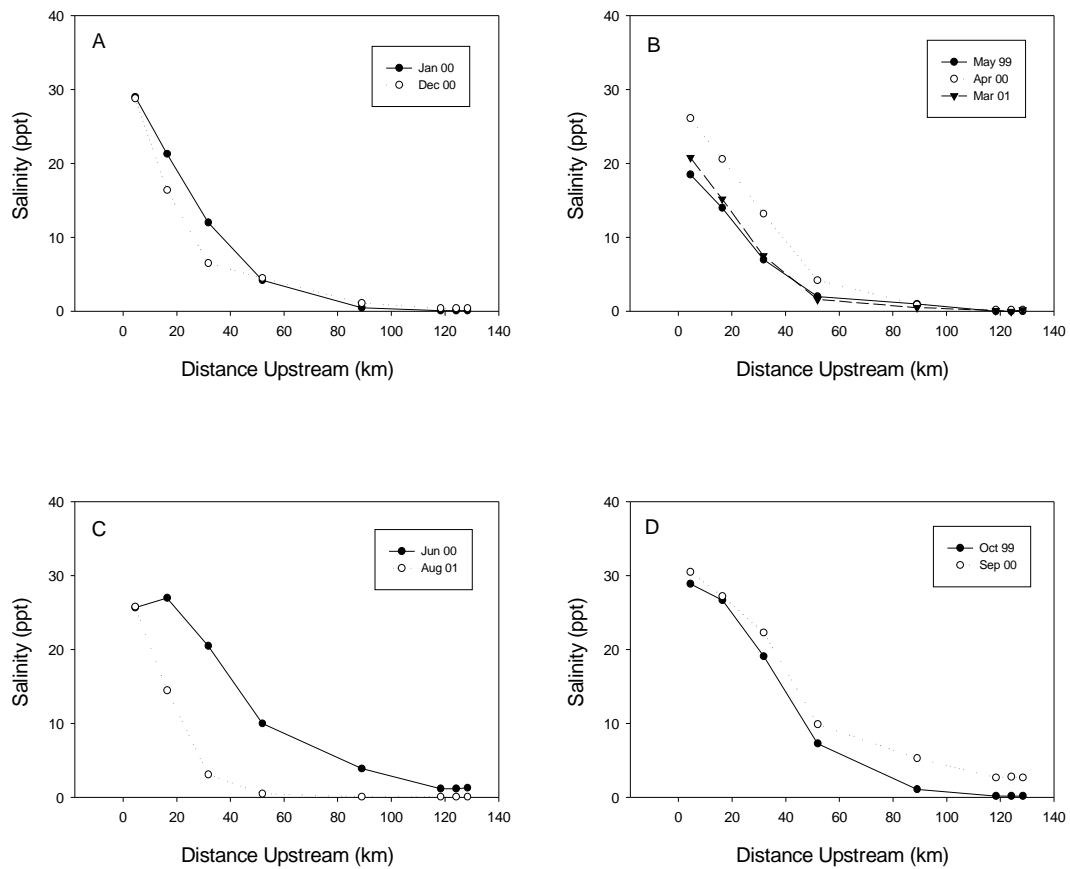 A
Jan 00
Dec 00
40
30
20
10
0
Salinity (ppt)
0 20 40 60 80 100 120 140
Distance Upstream (km)
B
May 99
Apr 00
Mar 01
40
30
20
10
0
Salinity (ppt)
0 20 40 60 80 100 120 140
Distance Upstream (km)
C
Jun 00
Aug 01
40
30
20
10
0
Salinity (ppt)
0 20 40 60 80 100 120 140
Distance Upstream (km)
D
Oct 99
Sep 00
40
30
20
10
0
Salinity (ppt)
0 20 40 60 80 100 120 140
Distance Upstream (km)